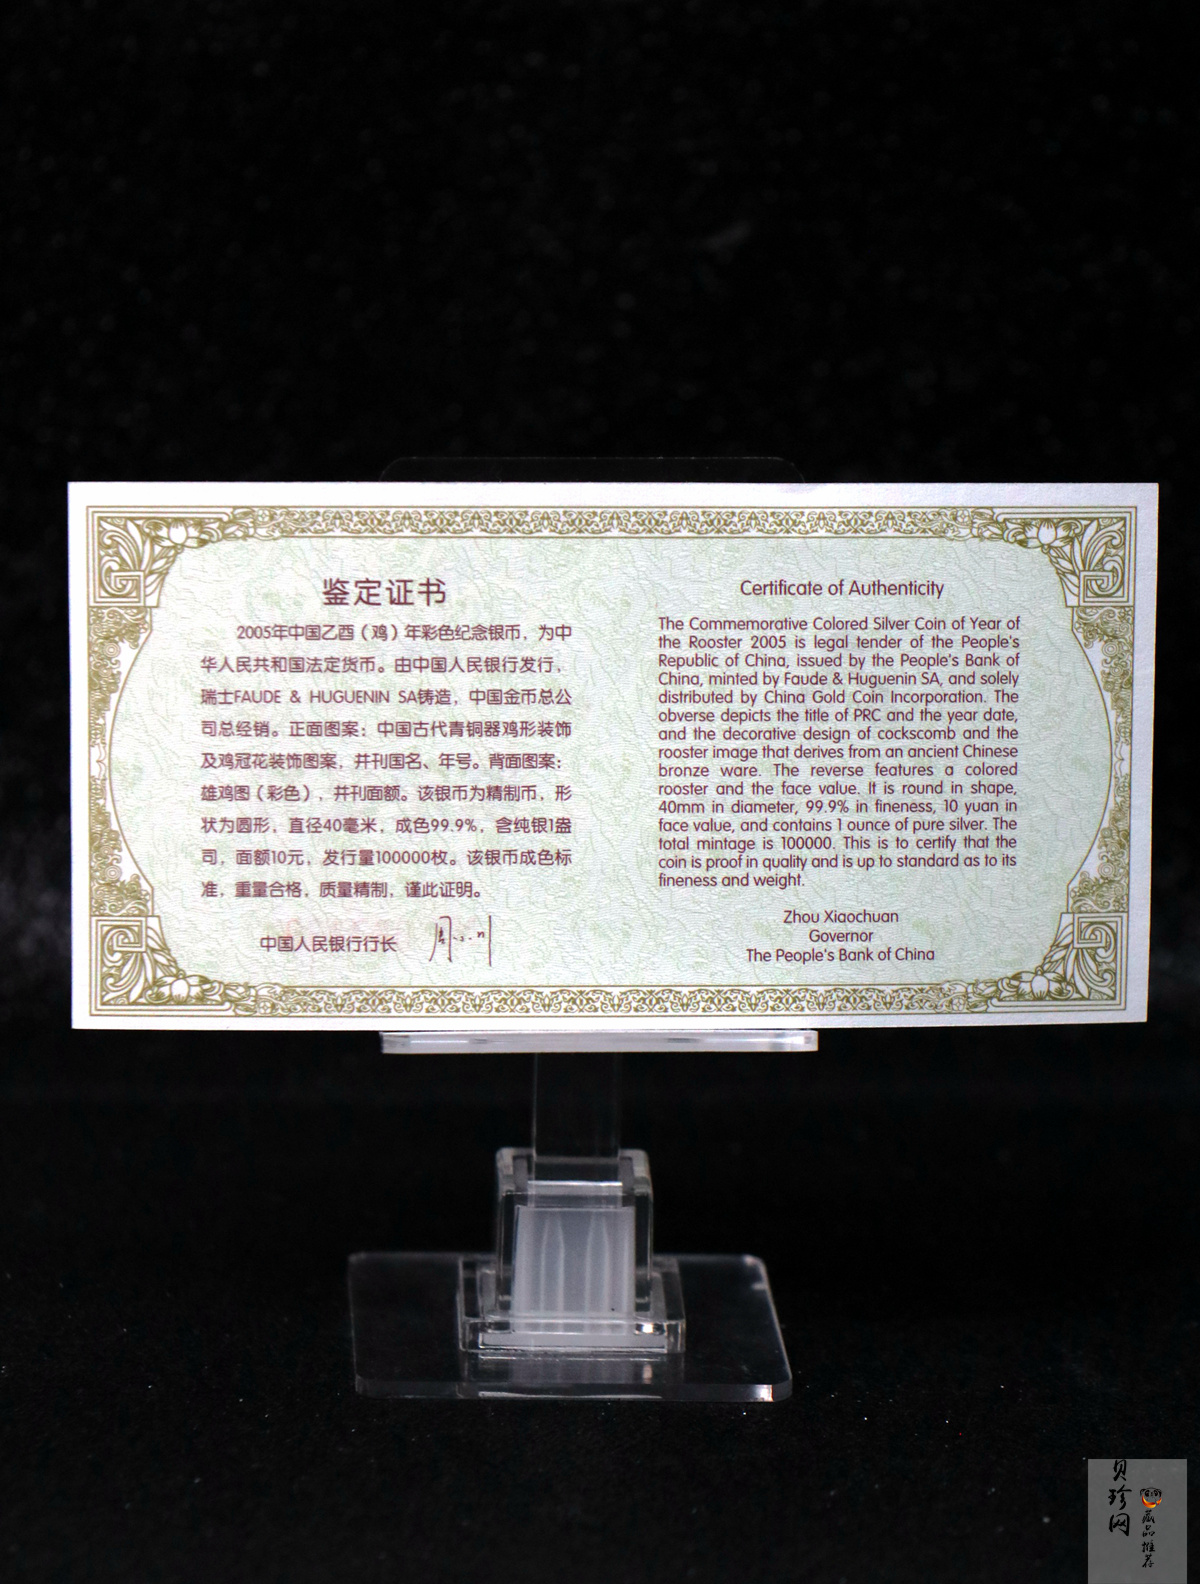 鉴定证书
2005年中国乙酉（鸡）年彩色纪念银币，为中
华人民共和国法定货币。由中国人民银行发行，
瑞士FAUDE & HUGUENIN SA铸造，中国金币总公
司总经销。正面图案：中国古代青铜器鸡形装饰
及鸡冠花装饰图案，并刊国名、年号。背面图案：
雄鸡图（彩色），并刊面额。该银币为精制币，形
状为圆形，直径40毫米，成色99.9%，含纯银1盎
司，面额10元，发行量100000枚。该银币成色标
准，重量合格，质量精制，谨此证明。
中国人民银行行长
Certificate of Authenticity
The Commemorative Colored Silver Coin of Year of
the Rooster 2005 is legal tender of the People's
Republic of China, issued by the People's Bank of
China, minted by Faude & Huguenin SA, and solely
distributed by China Gold Coin Incorporation. The
obverse depicts the title of PRC and the year date,
and the decorative design of cockscomb and the
rooster image that derives from an ancient Chinese
bronze ware. The reverse features a colored
rooster and the face value. It is round in shape,
40mm in diameter, 99.9% in fineness, 10 yuan in
face value, and contains 1 ounce of pure silver. The
total mintage is 100000. This is to certify that the
coin is proof in quality and is up to standard as to its
fineness and weight.
Zhou Xiaochuan
Governor
The People's Bank of China
贝珍网
藏品推荐